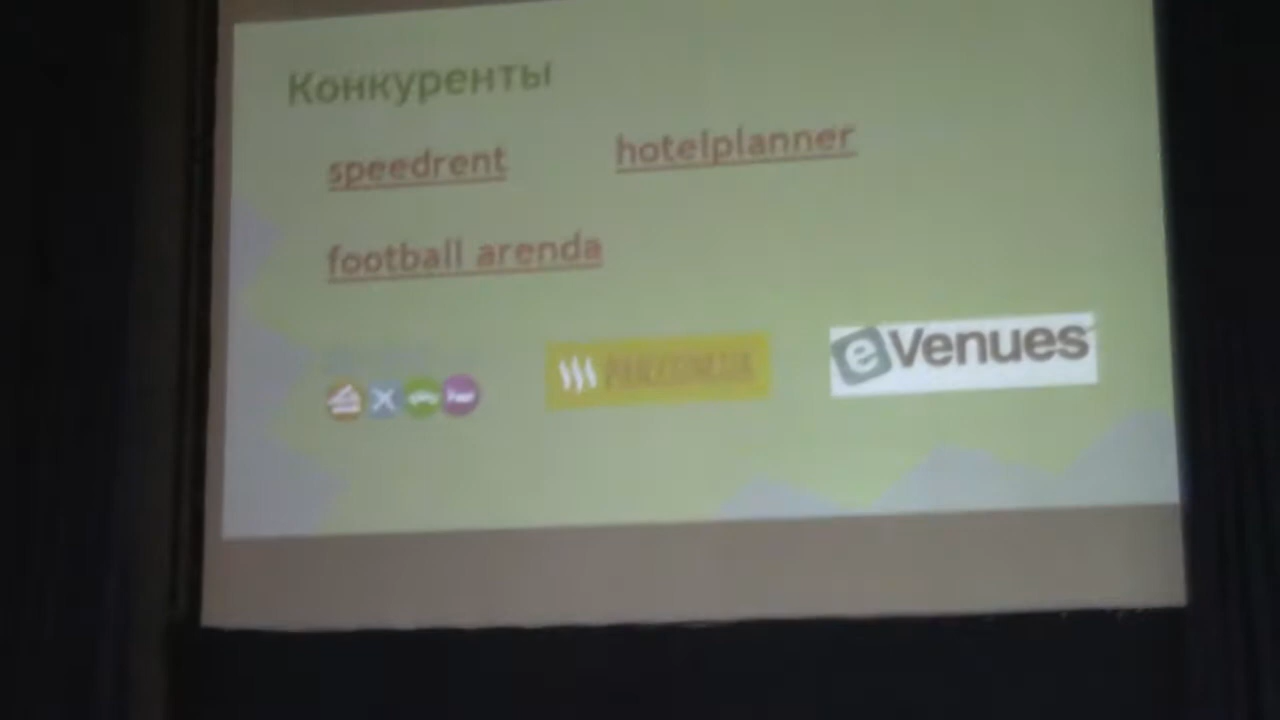 Конкуренты
speedrent
hotelplanner
football arenda
eVenues